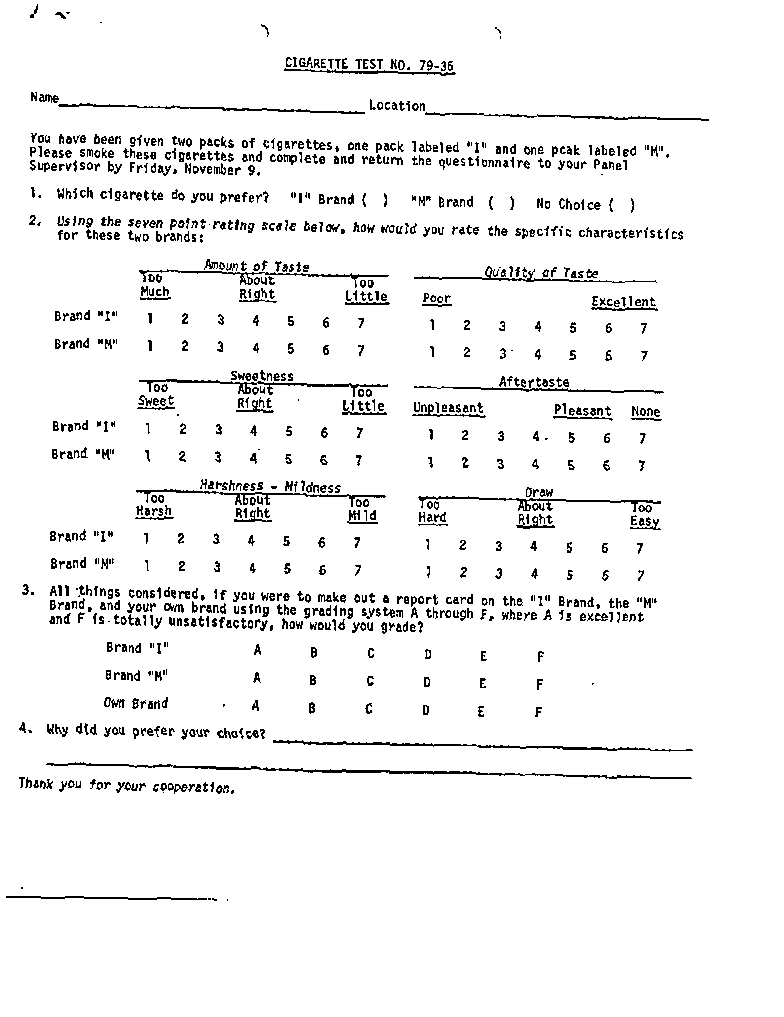 CIGARETTE TEST NO. 79-36
Name Location
You have been given two packs of cigarettes, one pack labeled "I" and one peak labeled "M".
Please smoke these cigarettes and complete and return the questionnaire to your Panel
Supervisor by Friday, November 9.
1. Which cigarette do you prefer? "I" Brand ( ) "M" Brand ( ) No Choice ( )
2. Using the seven point rating scale below, how would you rate the specific characteristics
for these two brands:
Amount of Taste Quality of Taste
Too About Too
Much Right Little Poor Excellent
Brand "I" 1 2 3 4 5 6 7 1 2 3 4 5 6 7
Brand "M" 1 2 3 4 5 6 7 1 2 3 4 5 6 7
Sweetness Aftertaste
Too About Too
Sweet Right Little Unpleasant Pleasant None
Brand "I" 1 2 3 4 5 6 7 1 2 3 4 5 6 7
Brand "M" 1 2 3 4 5 6 7 1 2 3 4 5 6 7
Harshness - Mildness Draw
Too About Too Too About Too
Harsh Right Mild Hard Right Easy
Brand "I" 1 2 3 4 5 6 7 1 2 3 4 5 6 7
Brand "M" 1 2 3 4 5 6 7 1 2 3 4 5 6 7
3. All things considered, if you were to make out a report card on the "I" Brand, the "M"
Brand, and your own brand using the grading system A through F, where A is excellent
and F is totally unsatisfactory, how would you grade?
Brand "I" A B C D E F
Brand "M" A B C D E F
Own Brand A B C D E F
4. Why did you prefer your choice?
Thank you for your cooperation.